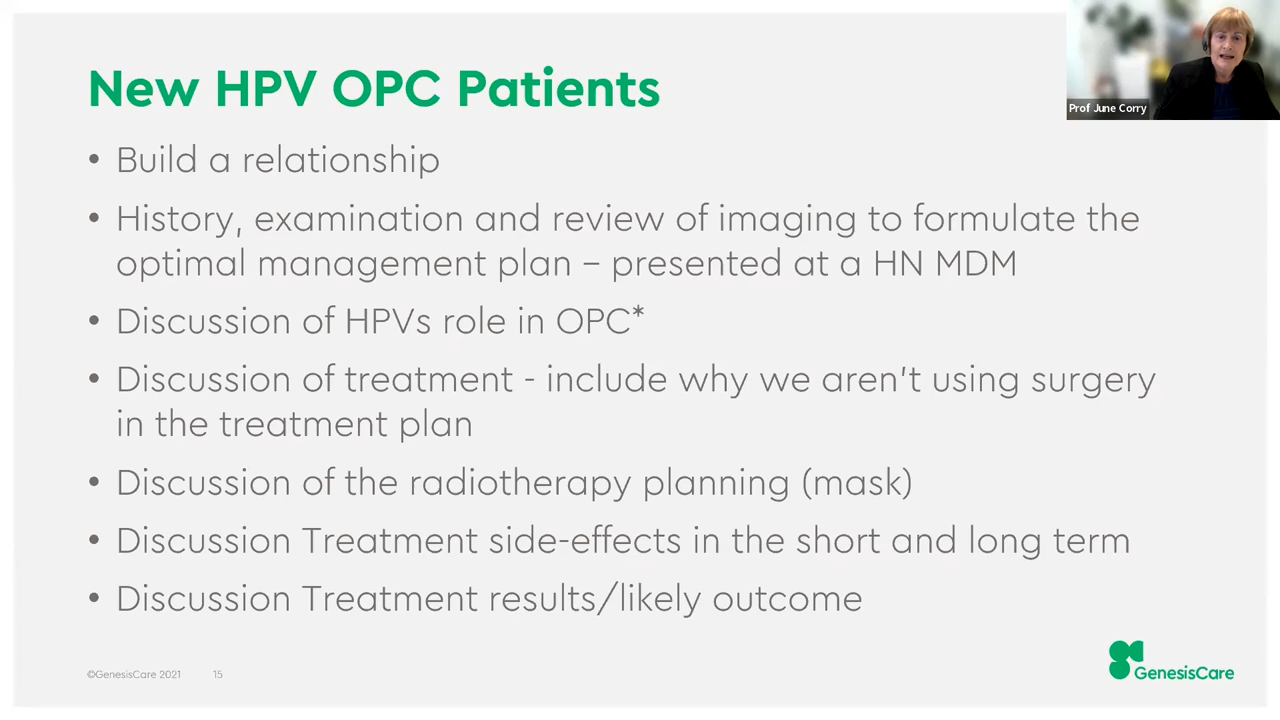 New HPV OPC Patients
Prof June Corry
• Build a relationship
• History, examination and review of imaging to formulate the
optimal management plan – presented at a HN MDM
• Discussion of HPVs role in OPC*
• Discussion of treatment - include why we aren't using surgery
in the treatment plan
• Discussion of the radiotherapy planning (mask)
• Discussion Treatment side-effects in the short and long term
• Discussion Treatment results/likely outcome
©GenesisCare 2021 15
GenesisCare